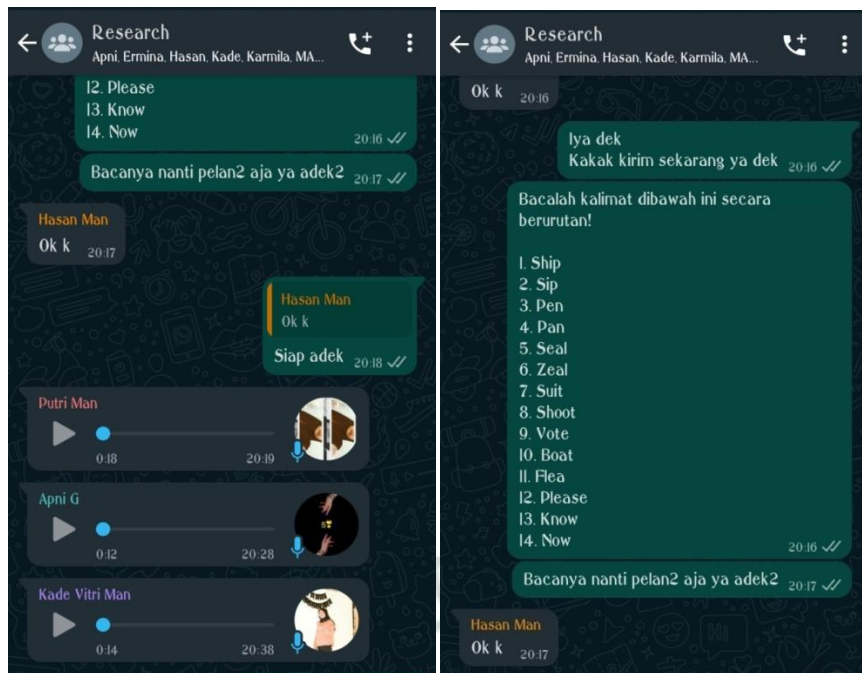 Research
Apni, Ermina, Hasan, Kade, Karmila, MA...
12. Please
13. Know
14. Now
20:16
Bacanya nanti pelan2 aja ya adek2 20:17
Hasan Man
Ok k 20:17
Hasan Man
Ok k
Siap adek 20:18
Putri Man
0:18 20:19
Apni G
0:12 20:28
Kade Vitri Man
0:14 20:38
Research
Apni, Ermina, Hasan, Kade, Karmila, MA...
Ok k 20:16
Iya dek
Kakak kirim sekarang ya dek 20:16
Bacalah kalimat dibawah ini secara
berurutan!
1. Ship
2. Sip
3. Pen
4. Pan
5. Seal
6. Zeal
7. Suit
8. Shoot
9. Vote
10. Boat
11. Flea
12. Please
13. Know
14. Now
20:16
Bacanya nanti pelan2 aja ya adek2 20:17
Hasan Man
Ok k 20:17